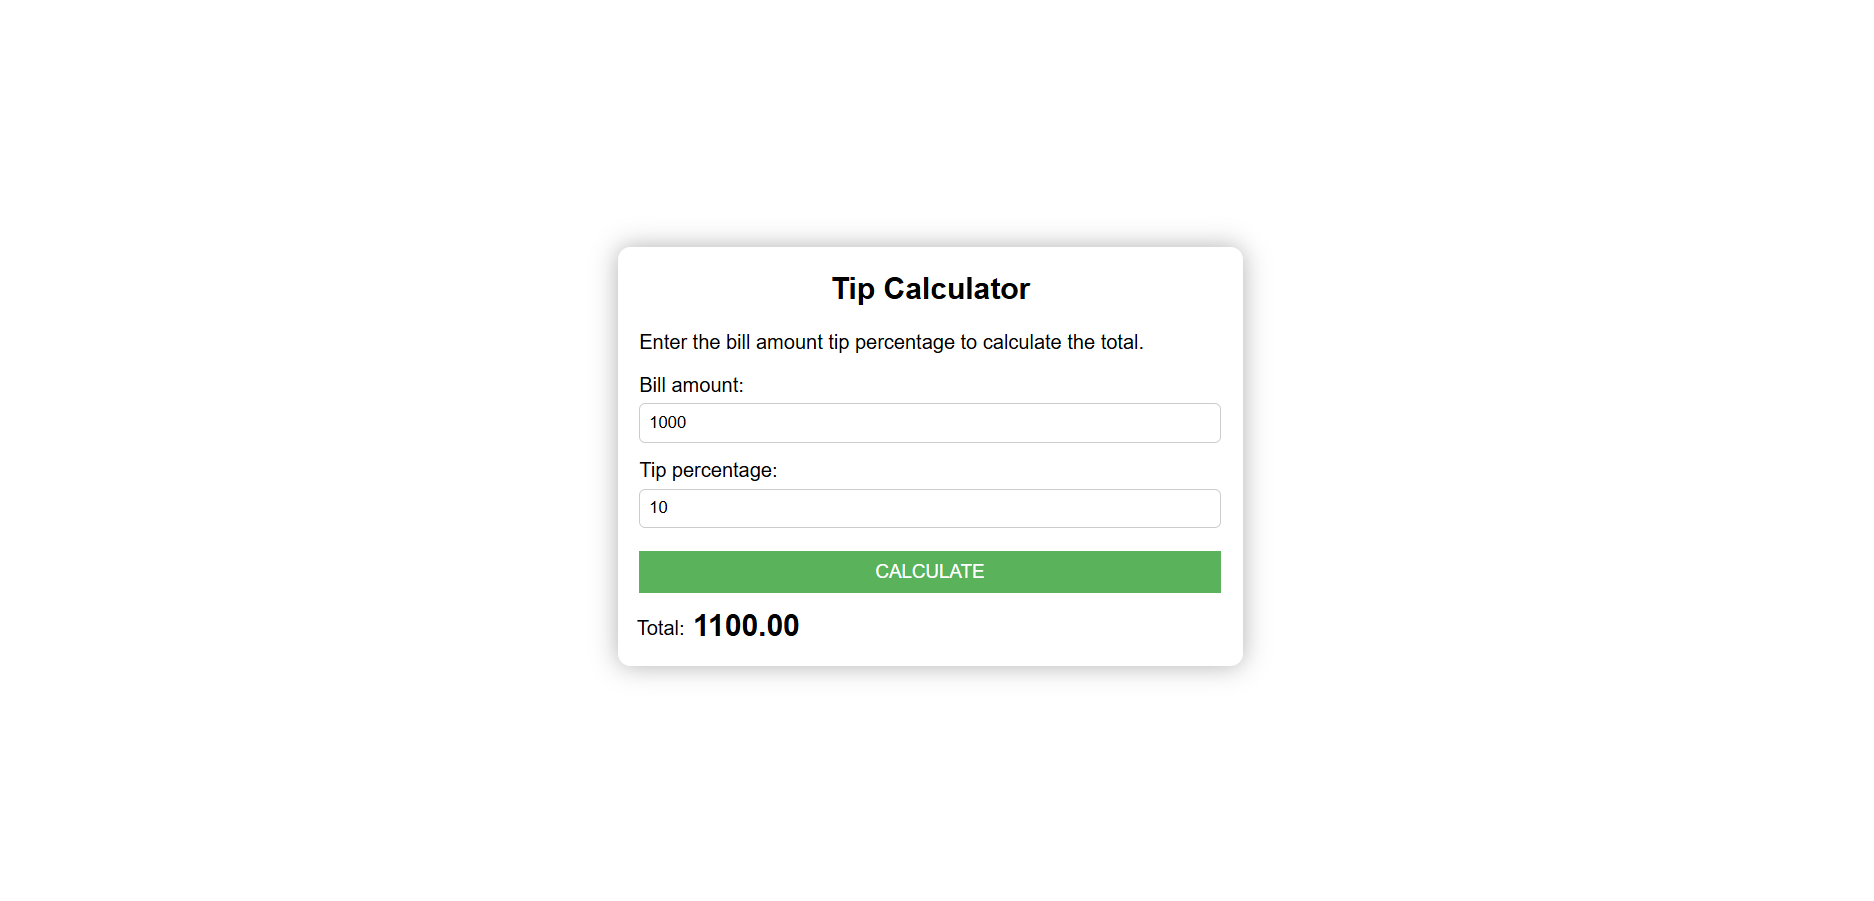 Tip Calculator
Enter the bill amount tip percentage to calculate the total.
Bill amount:
1000
Tip percentage:
10
CALCULATE
Total: 1100.00